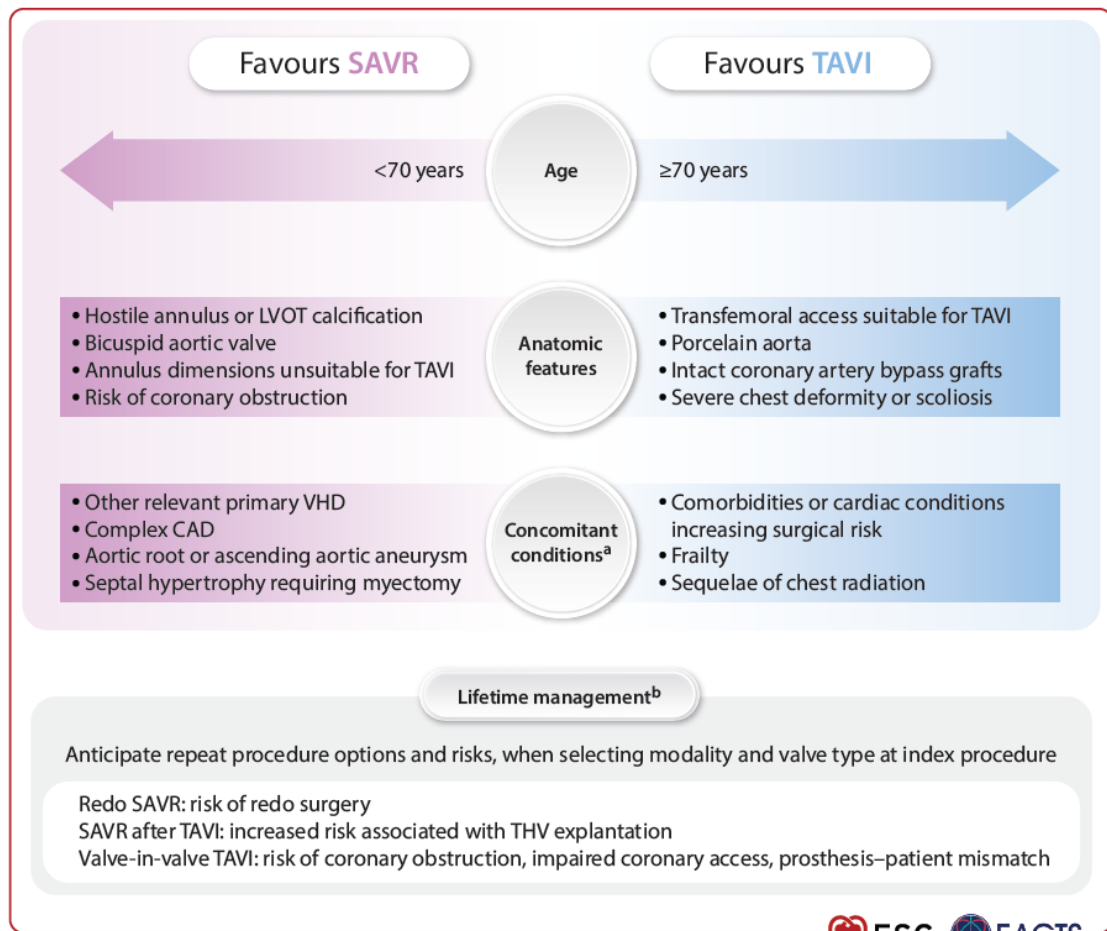 Favours SAVR
Favours TAVI
<70 years
Age
≥70 years
• Hostile annulus or LVOT calcification
• Bicuspid aortic valve
• Annulus dimensions unsuitable for TAVI
• Risk of coronary obstruction
Anatomic
features
• Transfemoral access suitable for TAVI
• Porcelain aorta
• Intact coronary artery bypass grafts
• Severe chest deformity or scoliosis
• Other relevant primary VHD
• Complex CAD
• Aortic root or ascending aortic aneurysm
• Septal hypertrophy requiring myectomy
Concomitant
conditionsᵃ
• Comorbidities or cardiac conditions
increasing surgical risk
• Frailty
• Sequelae of chest radiation
Lifetime managementᵇ
Anticipate repeat procedure options and risks, when selecting modality and valve type at index procedure
Redo SAVR: risk of redo surgery
SAVR after TAVI: increased risk associated with THV explantation
Valve-in-valve TAVI: risk of coronary obstruction, impaired coronary access, prosthesis–patient mismatch
ESC
EACTS